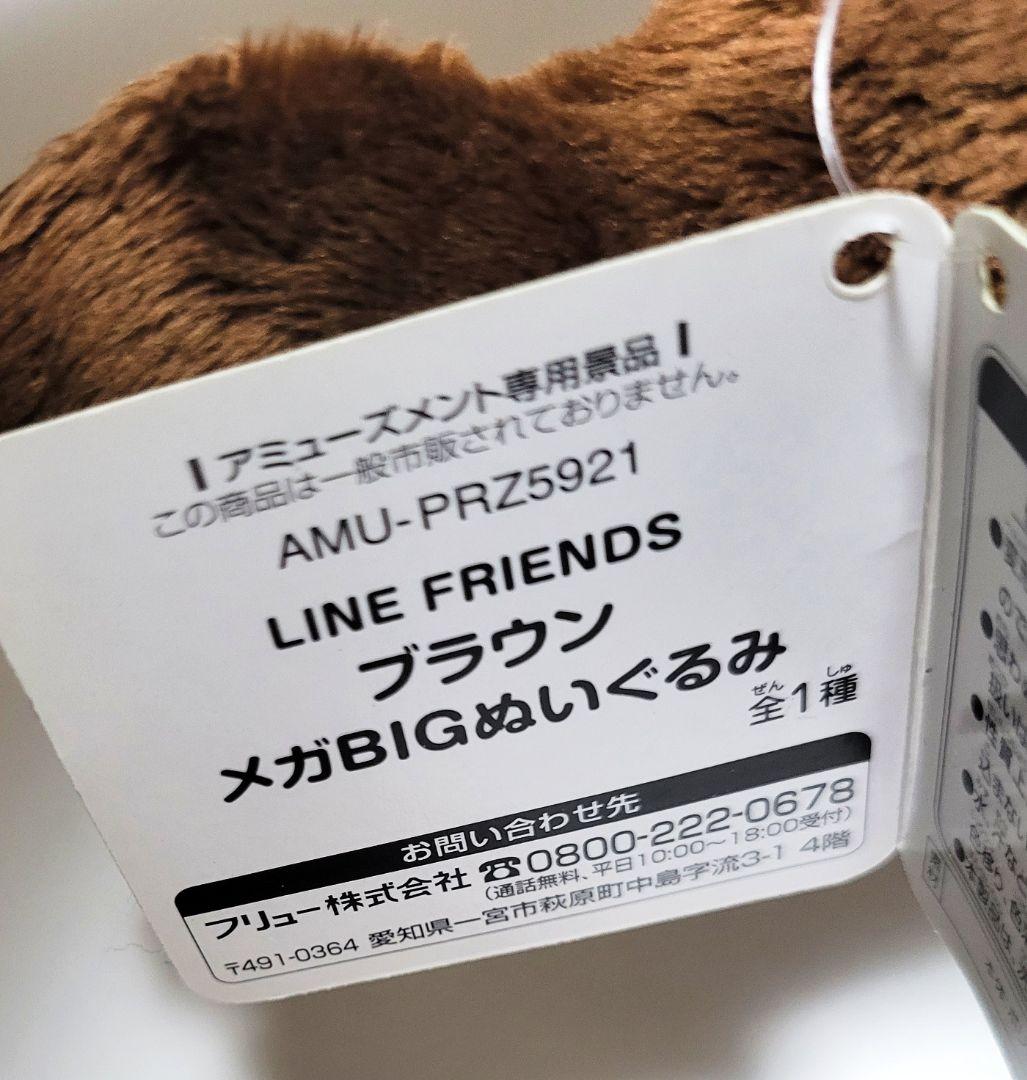 アミューズメント専用景品
この商品は一般市販されておりません。
AMU-PRZ5921
LINE FRIENDS
ブラウン
メガBIGぬいぐるみ
ぜん しゅ
全1種
お問い合わせ先
フリュー株式会社 ☎0800-222-0678
(通話無料、平日10:00〜18:00受付)
〒491-0364 愛知県一宮市萩原町中島字流3-1 4階